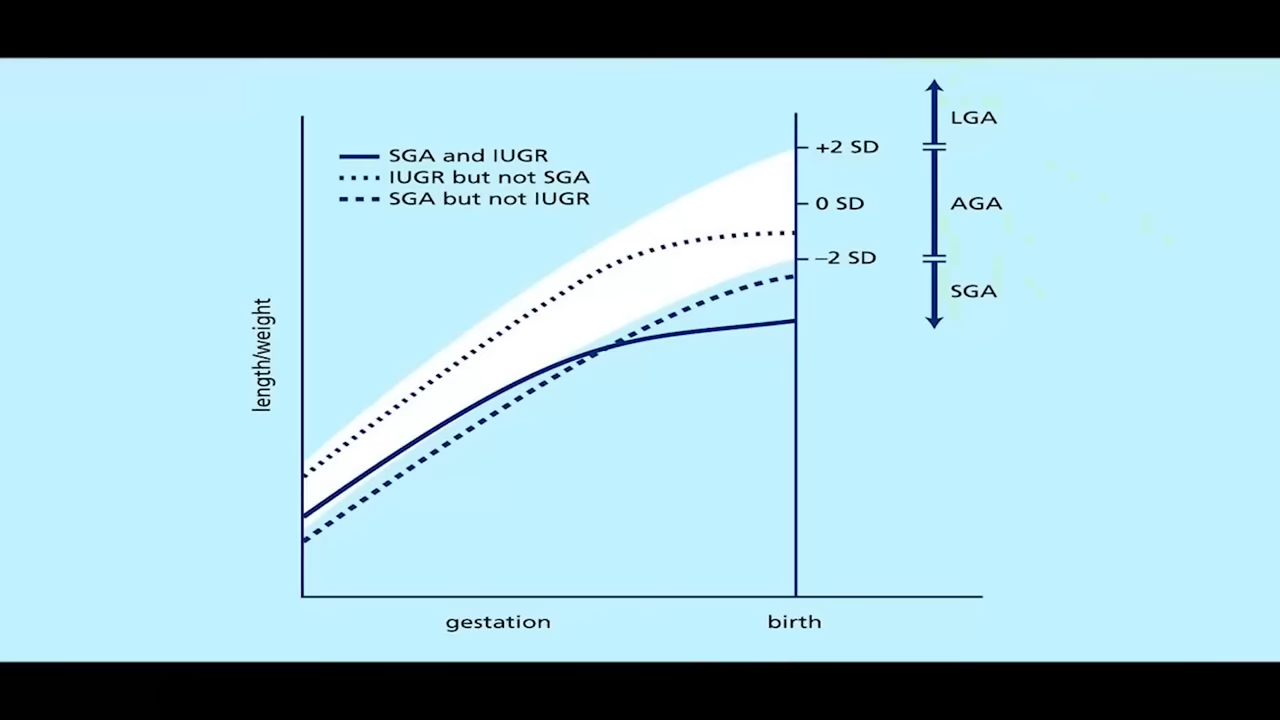 SGA and IUGR
IUGR but not SGA
SGA but not IUGR
length/weight
gestation
birth
+2 SD
0 SD
–2 SD
LGA
AGA
SGA